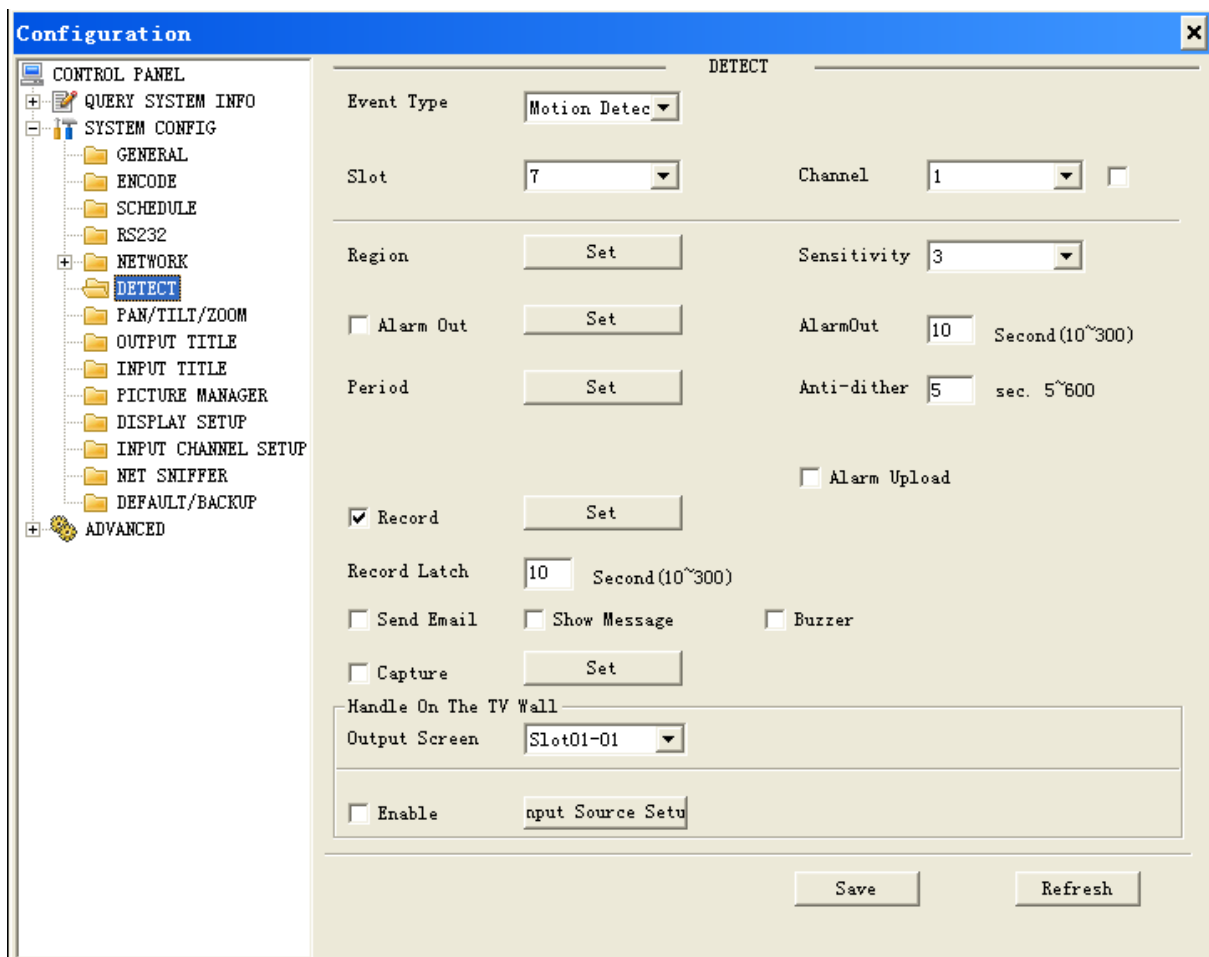 Configuration
CONTROL PANEL
QUERY SYSTEM INFO
SYSTEM CONFIG
GENERAL
ENCODE
SCHEDULE
RS232
NETWORK
DETECT
PAN/TILT/ZOOM
OUTPUT TITLE
INPUT TITLE
PICTURE MANAGER
DISPLAY SETUP
INPUT CHANNEL SETUP
NET SNIFFER
DEFAULT/BACKUP
ADVANCED
DETECT
Event Type Motion Detec
Slot 7 Channel 1
Region Set Sensitivity 3
Alarm Out Set AlarmOut 10 Second(10~300)
Period Set Anti-dither 5 sec. 5~600
Alarm Upload
Record Set
Record Latch 10 Second(10~300)
Send Email Show Message Buzzer
Capture Set
Handle On The TV Wall
Output Screen Slot01-01
Enable nput Source Setu
Save Refresh